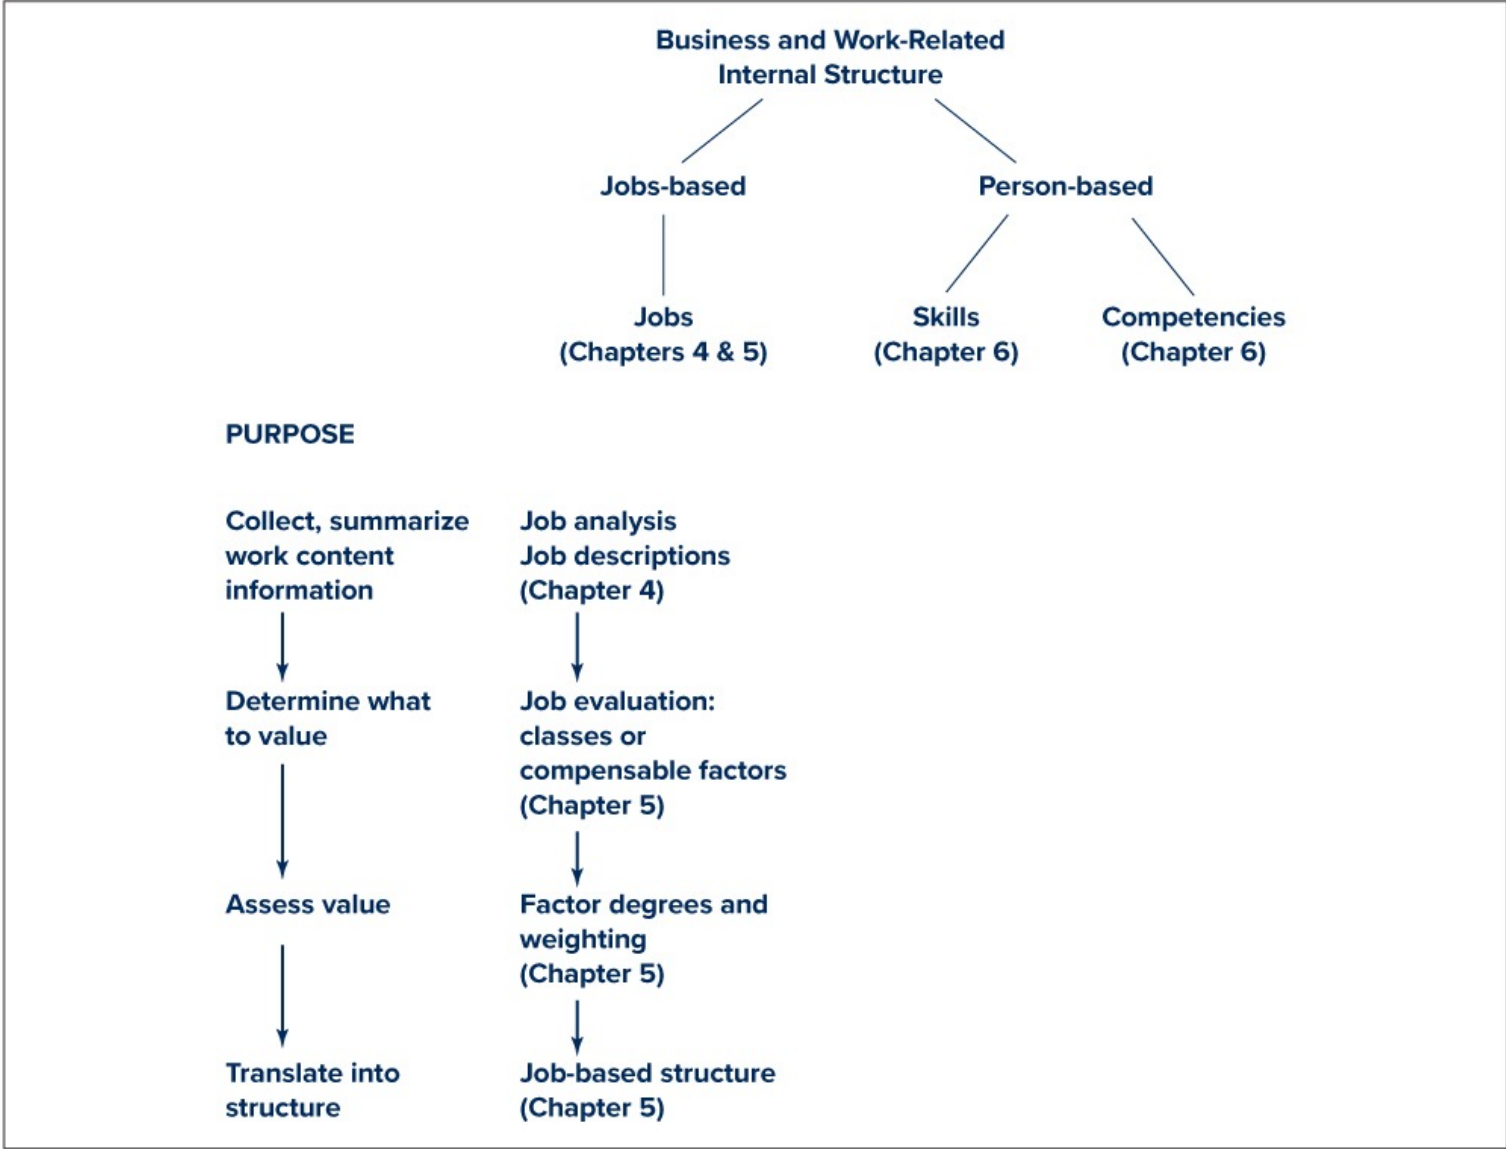 Business and Work-Related
Internal Structure
Jobs-based
Person-based
Jobs
(Chapters 4 & 5)
Skills
(Chapter 6)
Competencies
(Chapter 6)
PURPOSE
Collect, summarize
work content
information
Job analysis
Job descriptions
(Chapter 4)
Determine what
to value
Job evaluation:
classes or
compensable factors
(Chapter 5)
Assess value
Factor degrees and
weighting
(Chapter 5)
Translate into
structure
Job-based structure
(Chapter 5)